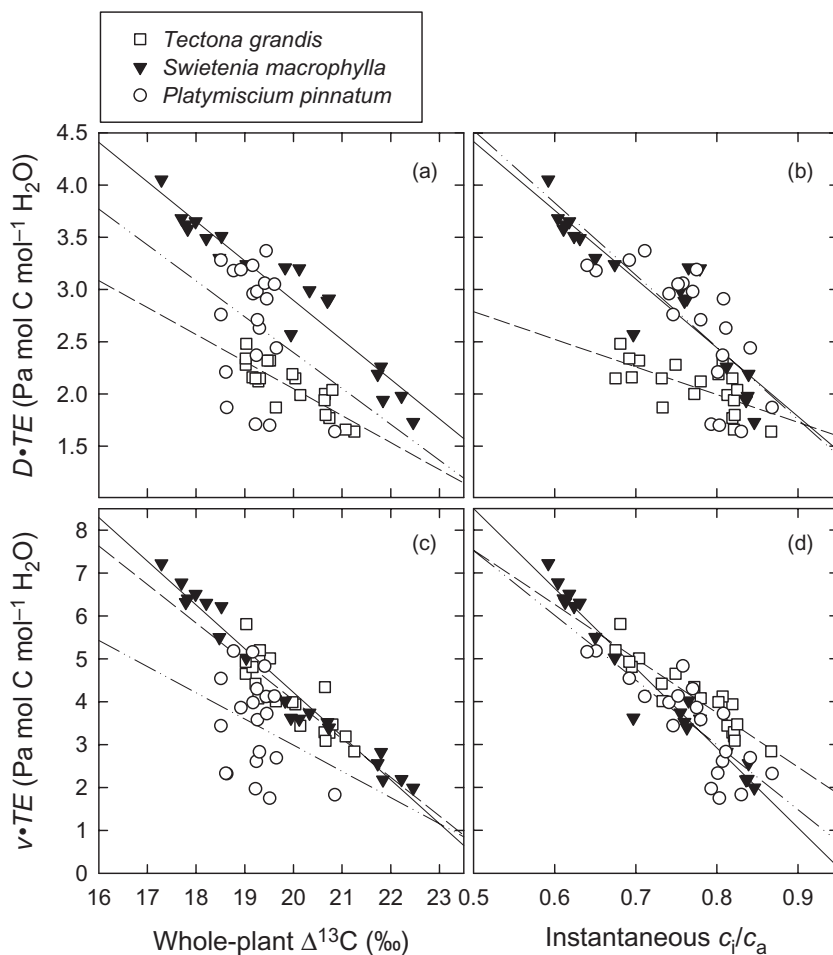 Tectona grandis
Swietenia macrophylla
Platymiscium pinnatum
4.5
4.0
3.5
3.0
2.5
2.0
1.5
D•TE (Pa mol C mol⁻¹ H₂O)
(a)
(b)
8
7
6
5
4
3
2
1
0
v•TE (Pa mol C mol⁻¹ H₂O)
(c)
(d)
16 17 18 19 20 21 22 23
0.5 0.6 0.7 0.8 0.9
Whole-plant Δ¹³C (‰)
Instantaneous cᵢ/cₐ